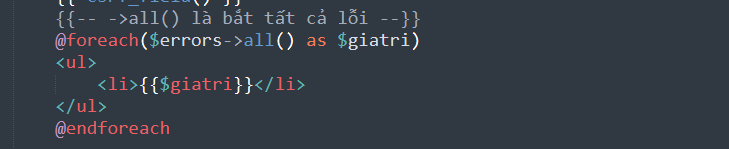 {{-- ->all() là bắt tất cả lỗi --}}
@foreach($errors->all() as $giatri)
<ul>
<li>{{$giatri}}</li>
</ul>
@endforeach